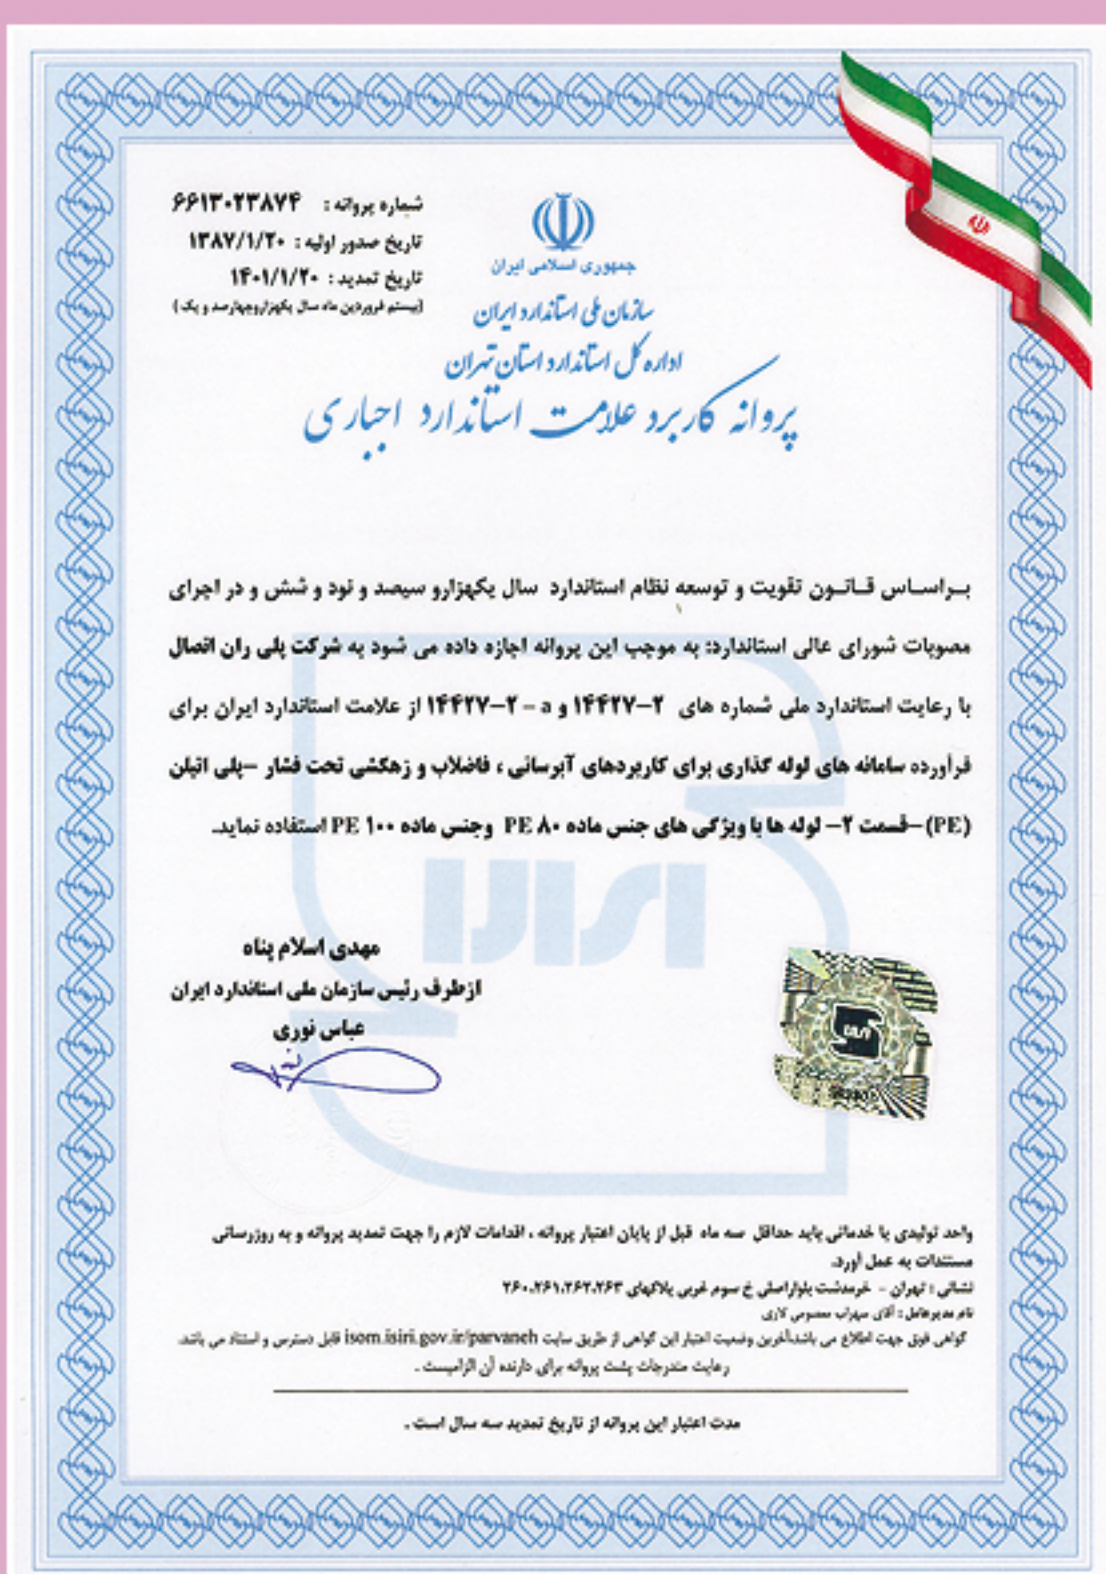 شماره پروانه : ۶۶۱۳۰۲۳۸۷۴
تاریخ صدور اولیه : ۱۳۸۷/۱/۲۰
تاریخ تمدید : ۱۴۰۱/۱/۲۰
(بیستم فروردین ماه سال یکهزاروچهارصد و یک )
جمهوری اسلامی ایران
سازمان ملی استاندارد ایران
اداره کل استاندارد استان تهران
پروانه کاربرد علامت استاندارد اجباری
براساس قانون تقویت و توسعه نظام استاندارد سال یکهزارو سیصد و نود و شش و در اجرای
مصوبات شورای عالی استاندارد: به موجب این پروانه اجازه داده می شود به شرکت پلی ران اتصال
با رعایت استاندارد ملی شماره های ۲–۱۴۴۲۷ و a – ۲–۱۴۴۲۷ از علامت استاندارد ایران برای
فرآورده سامانه های لوله گذاری برای کاربردهای آبرسانی ، فاضلاب و زهکشی تحت فشار –پلی اتیلن
(PE) –قسمت ۲– لوله ها با ویژگی های جنس ماده PE ۸۰ وجنس ماده PE ۱۰۰ استفاده نماید.
مهدی اسلام پناه
ازطرف رئیس سازمان ملی استاندارد ایران
عباس نوری
واحد تولیدی یا خدماتی باید حداقل سه ماه قبل از پایان اعتبار پروانه ، اقدامات لازم را جهت تمدید پروانه و به روزرسانی
مستندات به عمل آورد.
نشانی : تهران - خرمدشت بلواراصلی خ سوم غربی پلاکهای ۲۶۰،۲۶۱،۲۶۲،۲۶۳
نام مدیرعامل : آقای سهراب معصومی لاری
گواهی فوق جهت اطلاع می باشد،آخرین وضعیت اعتبار این گواهی از طریق سایت isom.isiri.gov.ir/parvaneh قابل دسترس و استناد می باشد.
رعایت مندرجات پشت پروانه برای دارنده آن الزامیست .
مدت اعتبار این پروانه از تاریخ تمدید سه سال است .